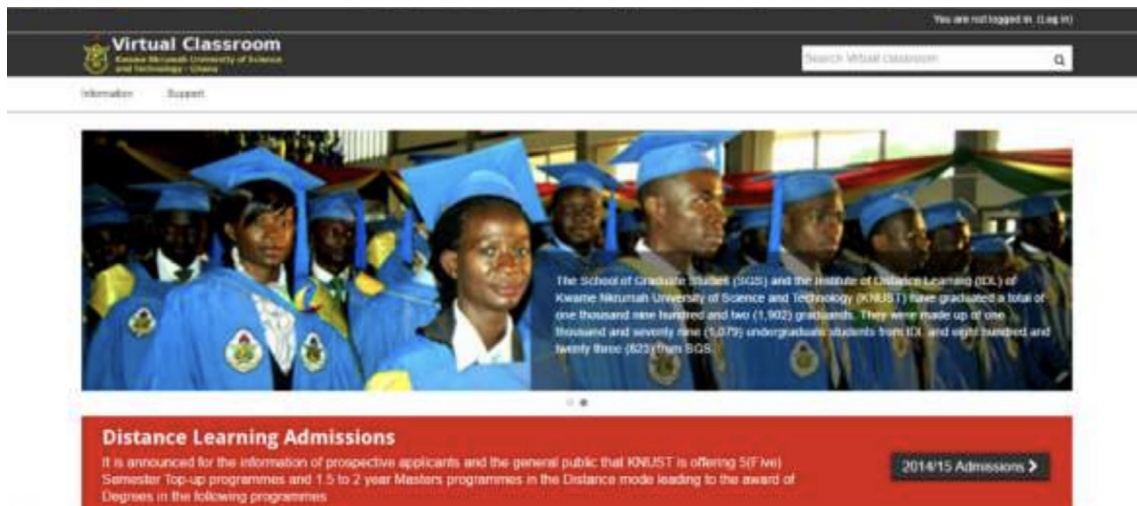 You are not logged in. (Log in)
Virtual Classroom
Kwame Nkrumah University of Science
and Technology - Ghana
Search Virtual classroom
Information Support
The School of Graduate Studies (SGS) and the Institute of Distance Learning (IDL) of
Kwame Nkrumah University of Science and Technology (KNUST) have graduated a total of
one thousand nine hundred and two (1,902) graduands. They were made up of one
thousand and seventy nine (1,079) undergraduate students from IDL and eight hundred and
twenty three (823) from SGS
Distance Learning Admissions
It is announced for the information of prospective applicants and the general public that KNUST is offering 5(Five)
Semester Top-up programmes and 1.5 to 2 year Masters programmes in the Distance mode leading to the award of
Degrees in the following programmes
2014/15 Admissions